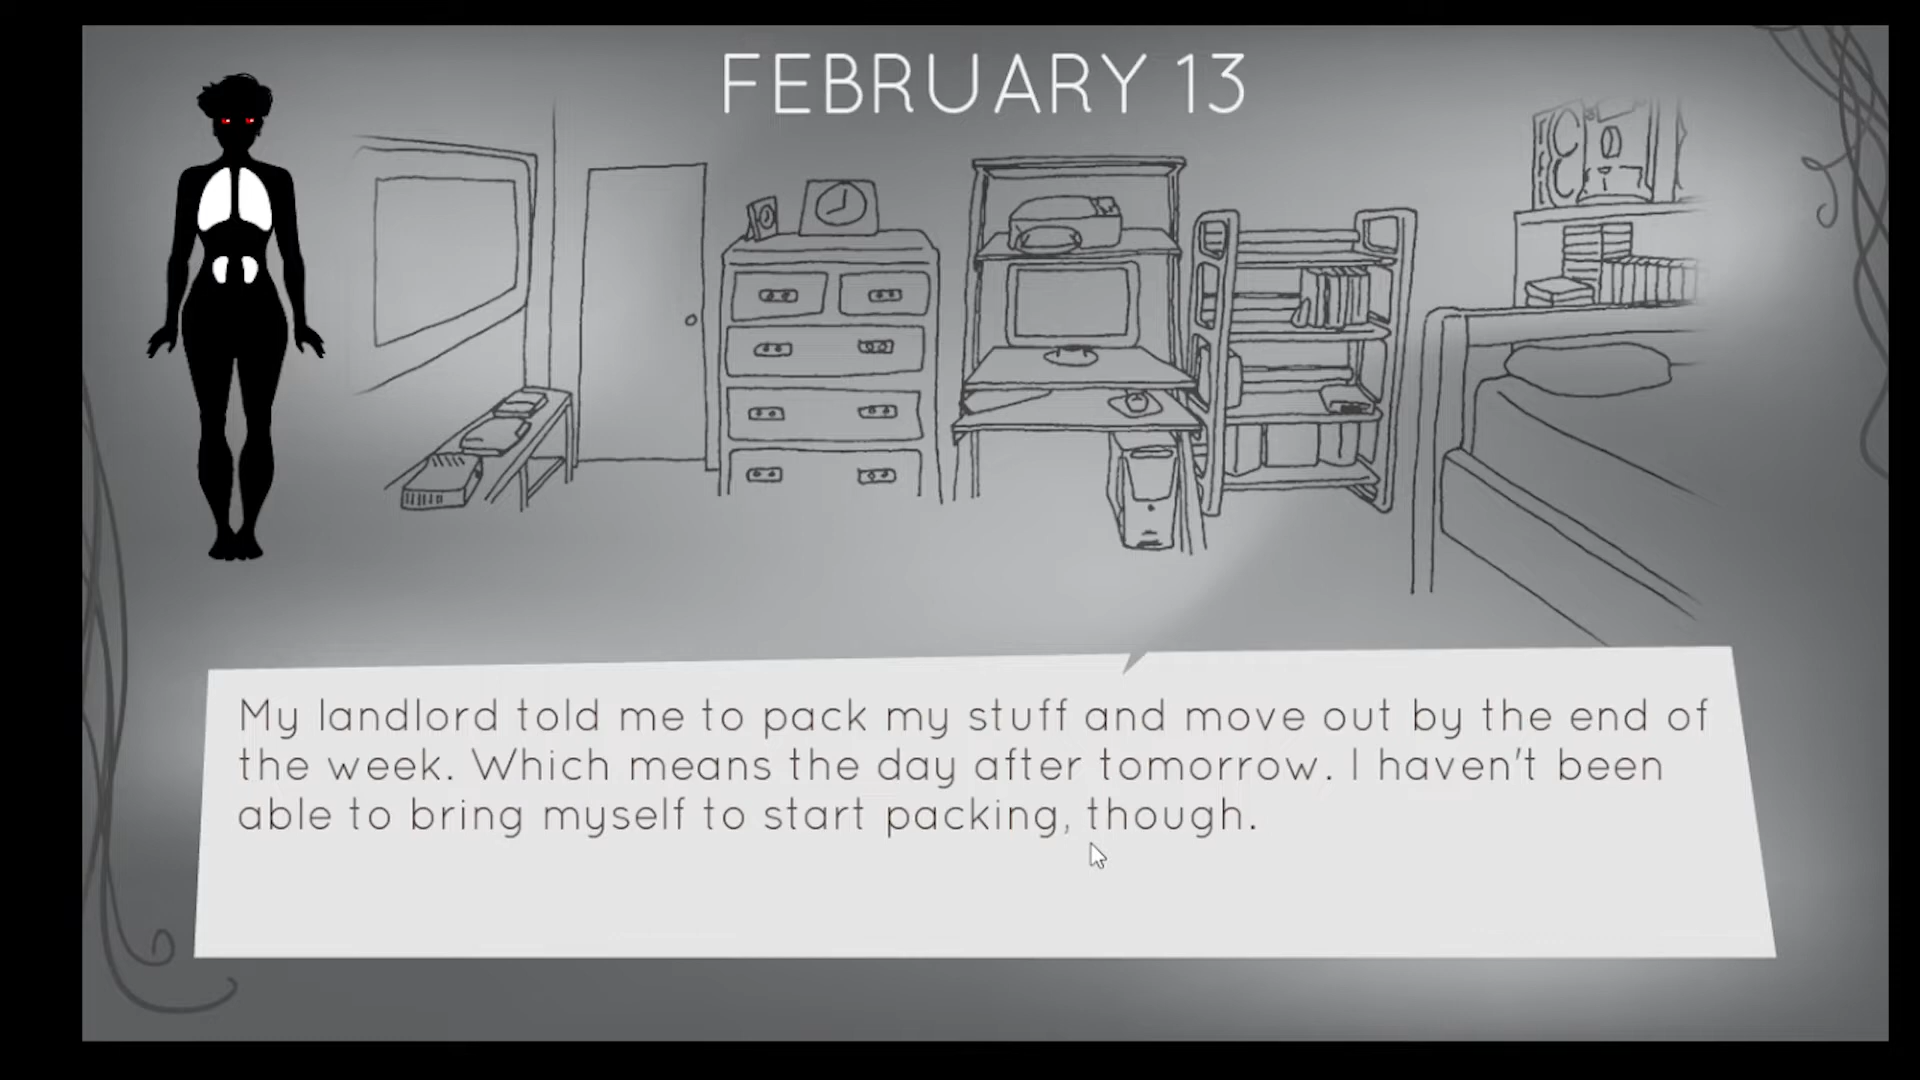 FEBRUARY 13
My landlord told me to pack my stuff and move out by the end of
the week. Which means the day after tomorrow. I haven't been
able to bring myself to start packing, though.